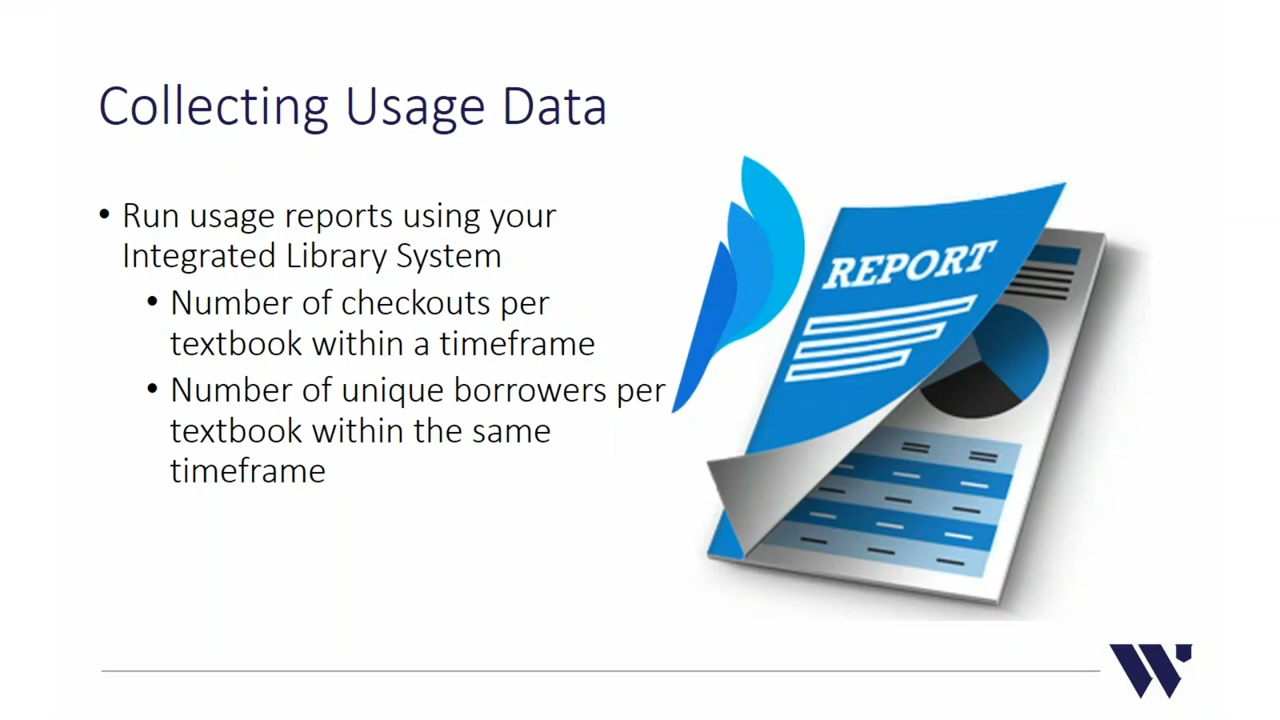 Collecting Usage Data
• Run usage reports using your
Integrated Library System
• Number of checkouts per
textbook within a timeframe
• Number of unique borrowers per
textbook within the same
timeframe
REPORT
W